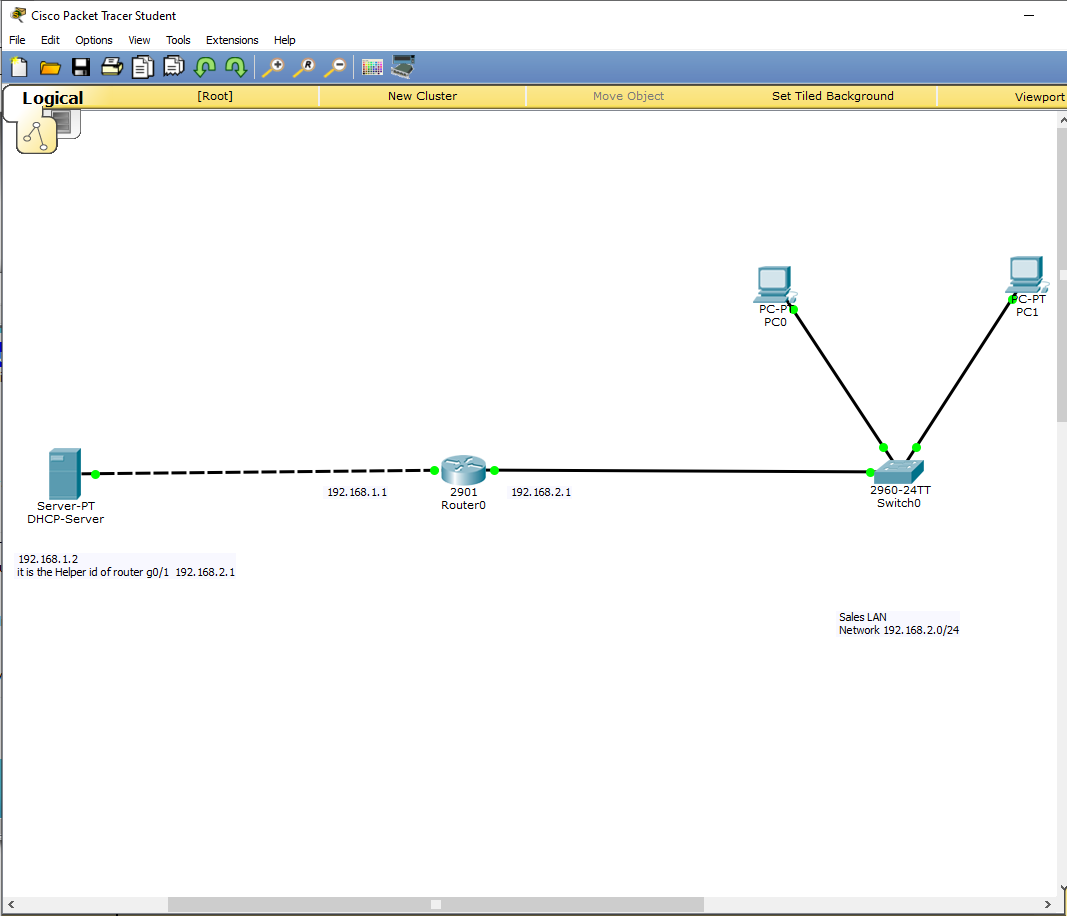 Cisco Packet Tracer Student
File Edit Options View Tools Extensions Help
R
Logical [Root] New Cluster Move Object Set Tiled Background Viewport
PC-PT
PC0
PC-PT
PC1
Server-PT
DHCP-Server
192.168.1.1
2901
Router0
192.168.2.1
2960-24TT
Switch0
192.168.1.2
it is the Helper id of router g0/1 192.168.2.1
Sales LAN
Network 192.168.2.0/24